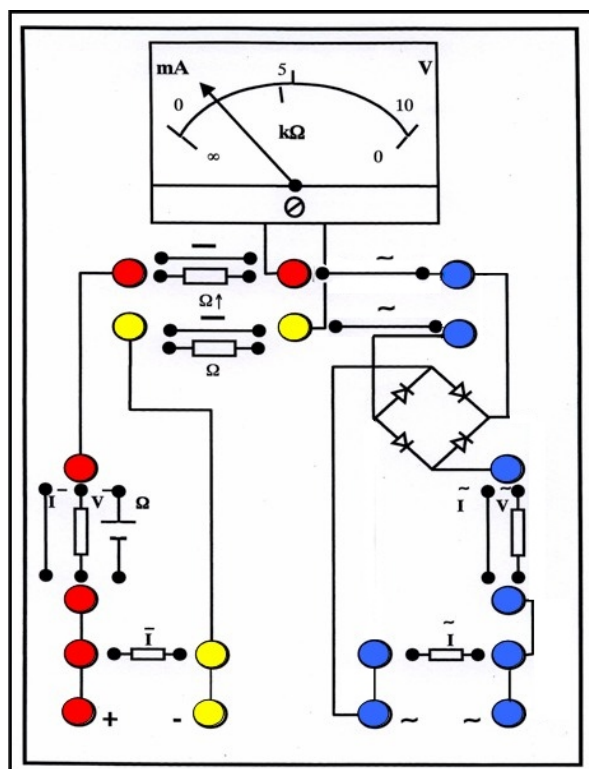 mA 5 V
0 10
kΩ
∞ 0
— ~
Ω↑
— ~
Ω
I‾ V‾ Ω Ĩ Ṽ
Ī Ĩ
+ - ~ ~